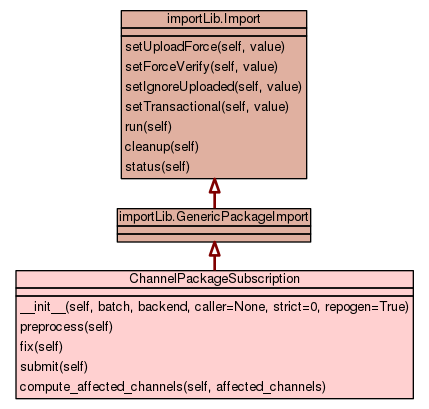 importLib.Import
setUploadForce(self, value)
setForceVerify(self, value)
setIgnoreUploaded(self, value)
setTransactional(self, value)
run(self)
cleanup(self)
status(self)
importLib.GenericPackageImport
ChannelPackageSubscription
__init__(self, batch, backend, caller=None, strict=0, repogen=True)
preprocess(self)
fix(self)
submit(self)
compute_affected_channels(self, affected_channels)